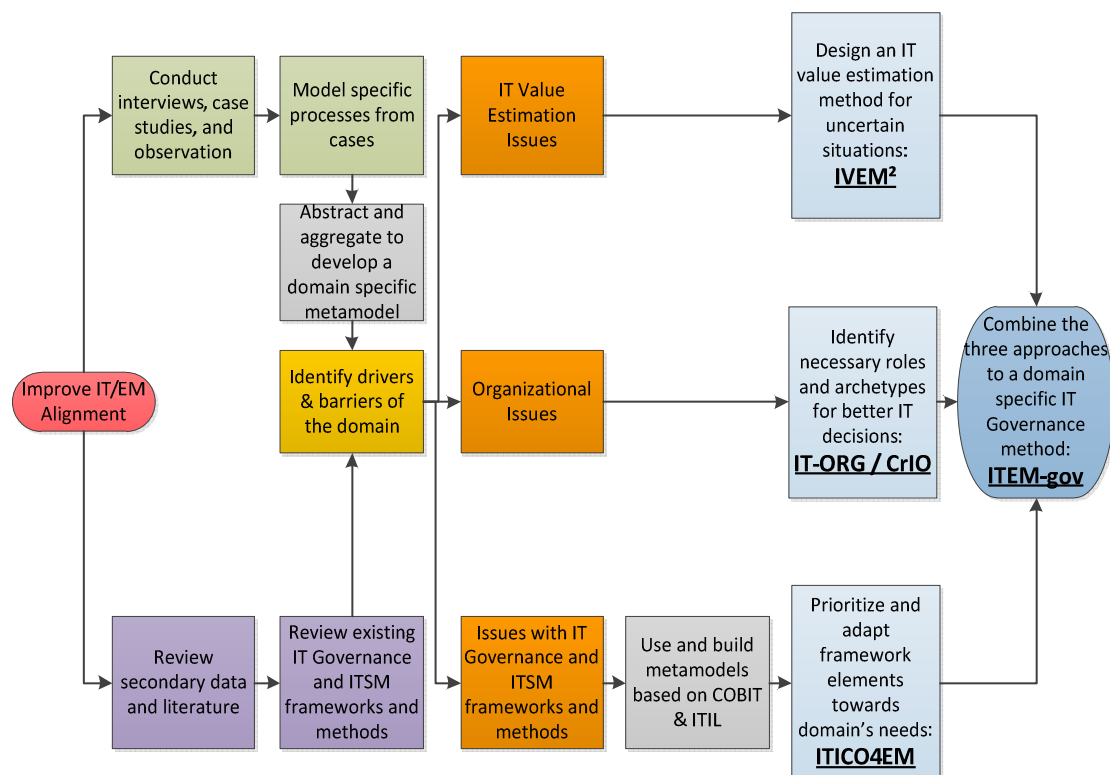 Conduct
interviews, case
studies, and
observation
Model specific
processes from
cases
IT Value
Estimation
Issues
Design an IT
value estimation
method for
uncertain
situations:
IVEM²
Abstract and
aggregate to
develop a
domain specific
metamodel
Improve IT/EM
Alignment
Identify drivers
& barriers of
the domain
Organizational
Issues
Identify
necessary roles
and archetypes
for better IT
decisions:
IT-ORG / CrIO
Combine the
three approaches
to a domain
specific IT
Governance
method:
ITEM-gov
Review
secondary data
and literature
Review existing
IT Governance
and ITSM
frameworks and
methods
Issues with IT
Governance and
ITSM
frameworks and
methods
Use and build
metamodels
based on COBIT
& ITIL
Prioritize and
adapt
framework
elements
towards
domain’s needs:
ITICO4EM